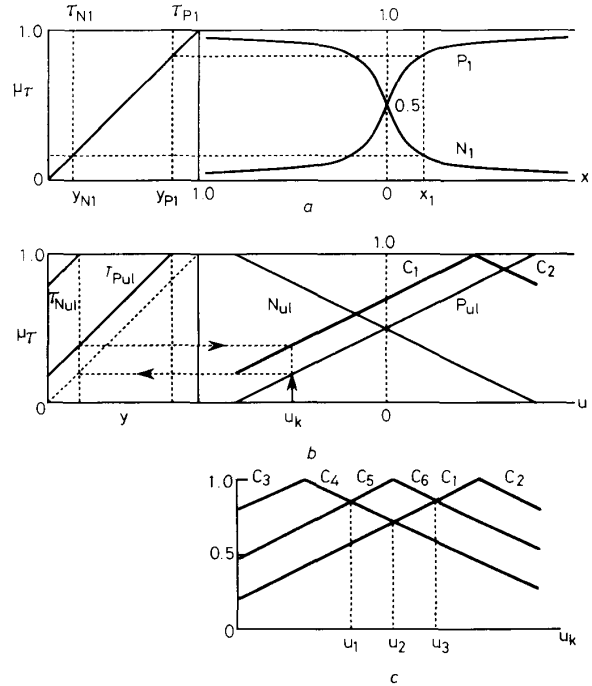 τN1 τP1 1.0
1.0
P1
μτ
0.5
N1
0
yN1 yP1 1.0 0 x1 x
a
1.0 1.0
τNul τPul Nul C1 C2
Pul
μτ
0 y uk 0 u
b
1.0 C3 C4 C5 C6 C1 C2
0.5
0
u1 u2 u3 uk
c